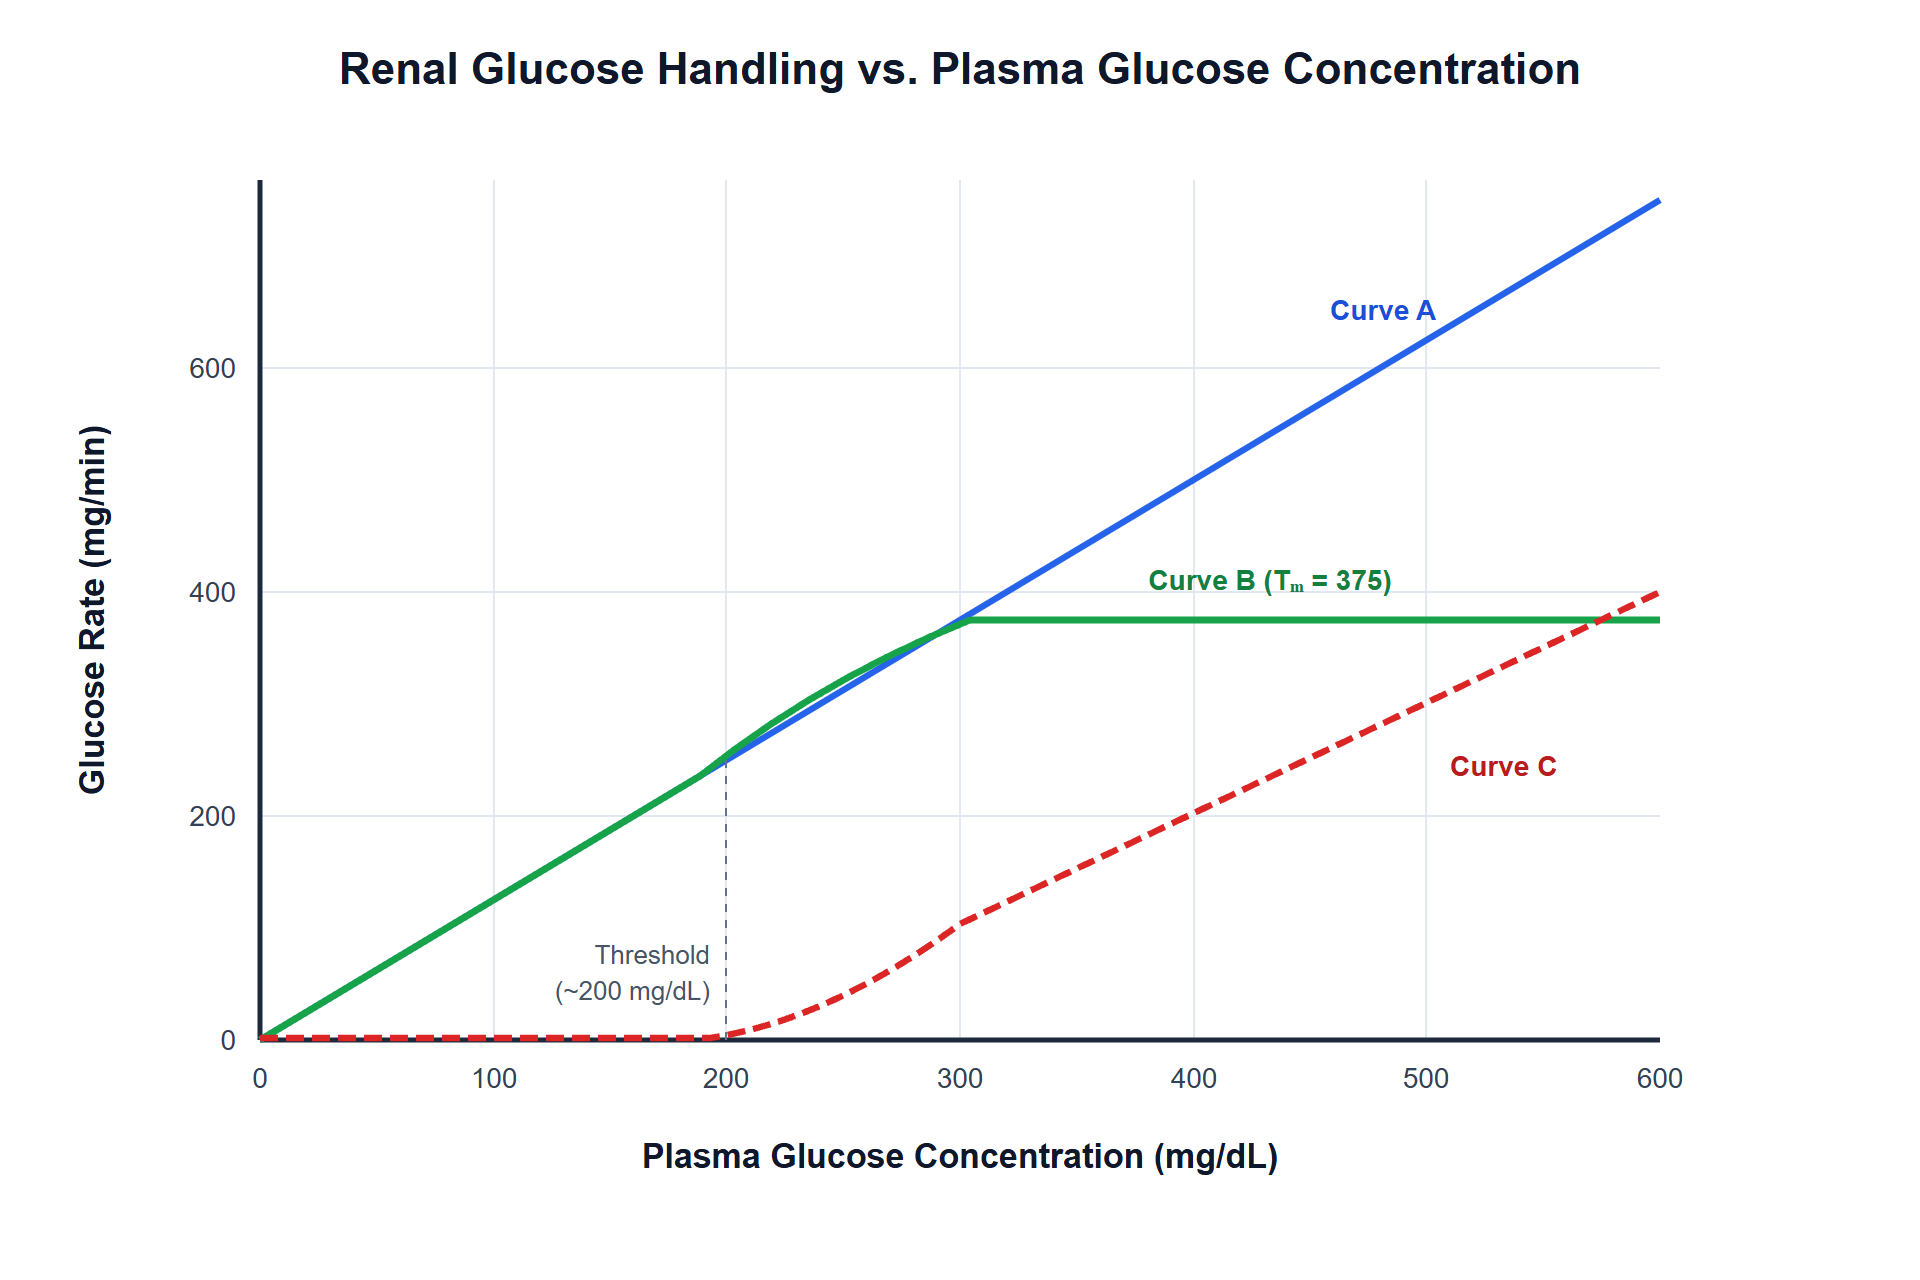 Renal Glucose Handling vs. Plasma Glucose Concentration
Glucose Rate (mg/min)
600
400
200
0
Curve A
Curve B (Tₘ = 375)
Curve C
Threshold
(~200 mg/dL)
0 100 200 300 400 500 600
Plasma Glucose Concentration (mg/dL)